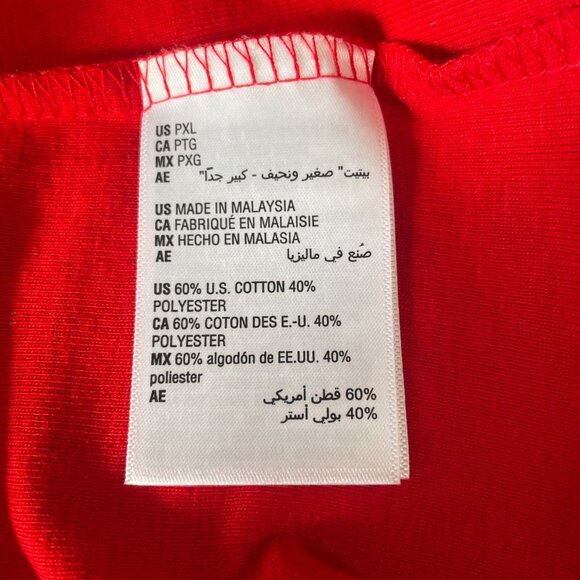 US PXL
CA PTG
MX PXG
AE بيتيت" صغير ونحيف - كبير جدًا"
US MADE IN MALAYSIA
CA FABRIQUÉ EN MALAISIE
MX HECHO EN MALASIA
AE صُنع في ماليزيا
US 60% U.S. COTTON 40%
POLYESTER
CA 60% COTON DES E.-U. 40%
POLYESTER
MX 60% algodón de EE.UU. 40%
poliester
AE 60% قطن أمريكي
40% بولي أستر